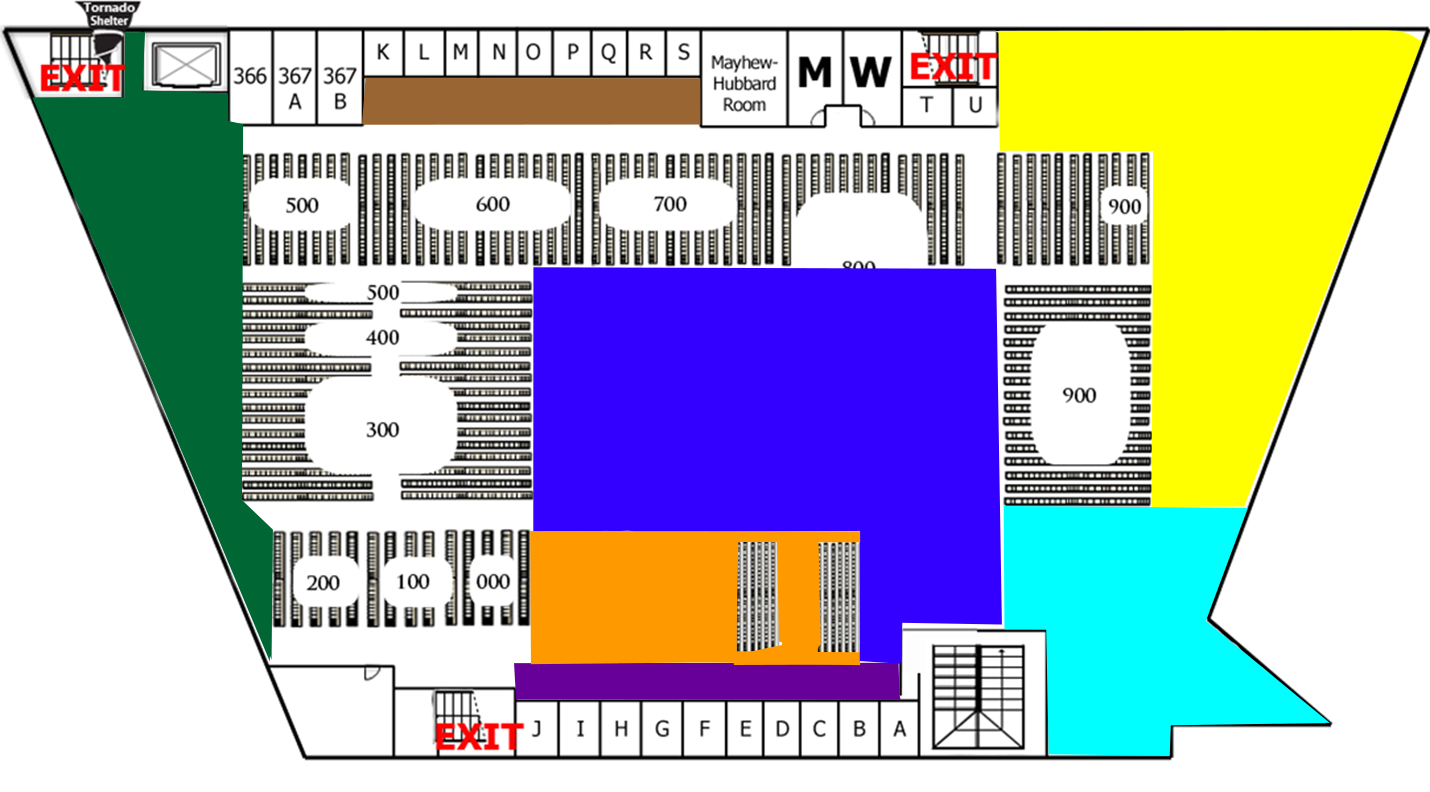 Tornado
Shelter
EXIT
366
367
A
367
B
K L M N O P Q R S
Mayhew-
Hubbard
Room
M W
EXIT
T U
500
600
700
800
900
500
400
300
900
200
100
000
EXIT
J I H G F E D C B A